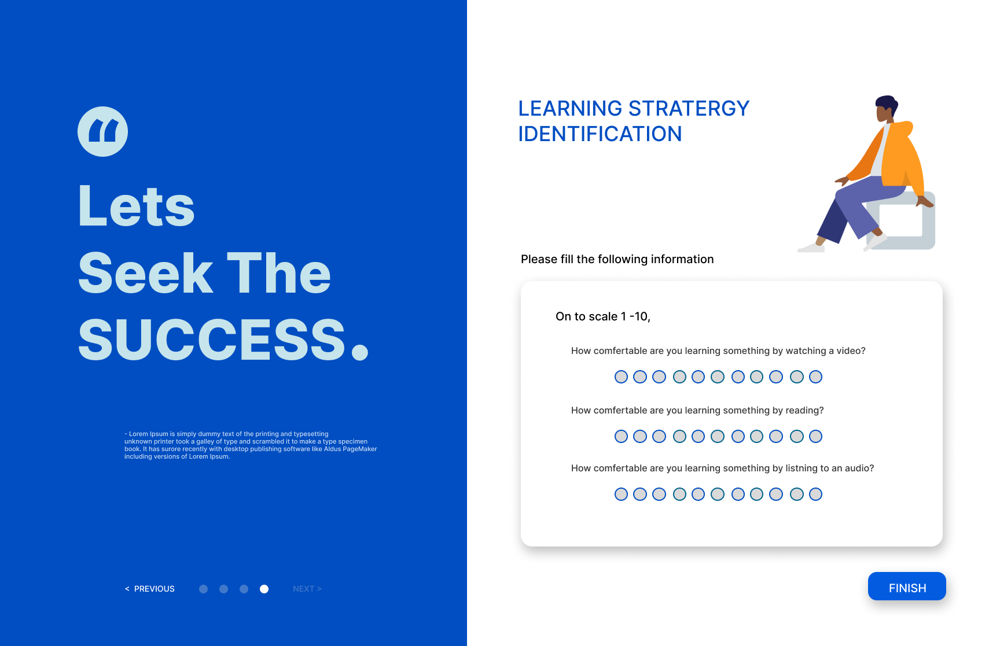 “
Lets
Seek The
SUCCESS.
- Lorem Ipsum is simply dummy text of the printing and typesetting
unknown printer took a galley of type and scrambled it to make a type specimen
book. It has surore recently with desktop publishing software like Aldus PageMaker
including versions of Lorem Ipsum.
< PREVIOUS
NEXT >
LEARNING STRATERGY
IDENTIFICATION
Please fill the following information
On to scale 1 -10,
How comfertable are you learning something by watching a video?
How comfertable are you learning something by reading?
How comfertable are you learning something by listning to an audio?
FINISH